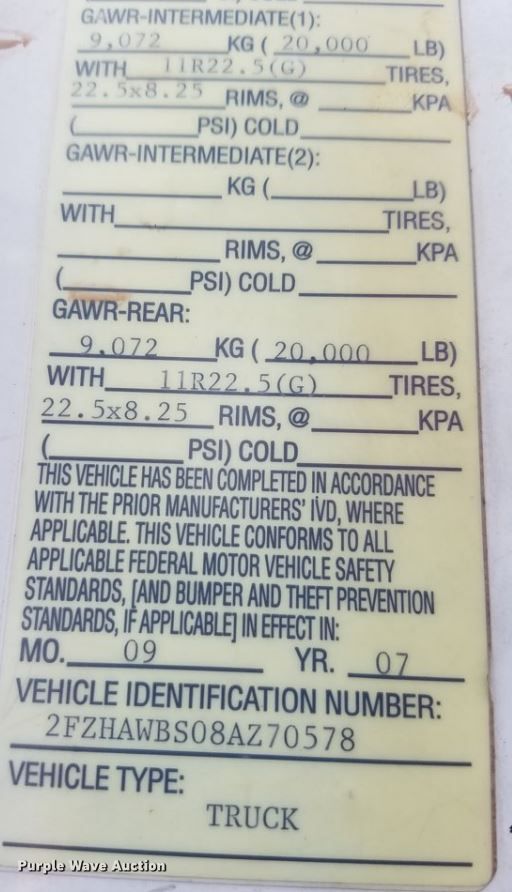 GAWR-INTERMEDIATE(1):
9,072 KG ( 20,000 LB)
WITH 11R22.5(G) TIRES,
22.5x8.25 RIMS, @ KPA
( PSI) COLD
GAWR-INTERMEDIATE(2):
KG ( LB)
WITH TIRES,
RIMS, @ KPA
( PSI) COLD
GAWR-REAR:
9,072 KG ( 20,000 LB)
WITH 11R22.5(G) TIRES,
22.5x8.25 RIMS, @ KPA
( PSI) COLD
THIS VEHICLE HAS BEEN COMPLETED IN ACCORDANCE
WITH THE PRIOR MANUFACTURERS' IVD, WHERE
APPLICABLE. THIS VEHICLE CONFORMS TO ALL
APPLICABLE FEDERAL MOTOR VEHICLE SAFETY
STANDARDS, [AND BUMPER AND THEFT PREVENTION
STANDARDS, IF APPLICABLE] IN EFFECT IN:
MO. 09 YR. 07
VEHICLE IDENTIFICATION NUMBER:
2FZHAWBS08AZ70578
VEHICLE TYPE:
TRUCK
Purple Wave Auction